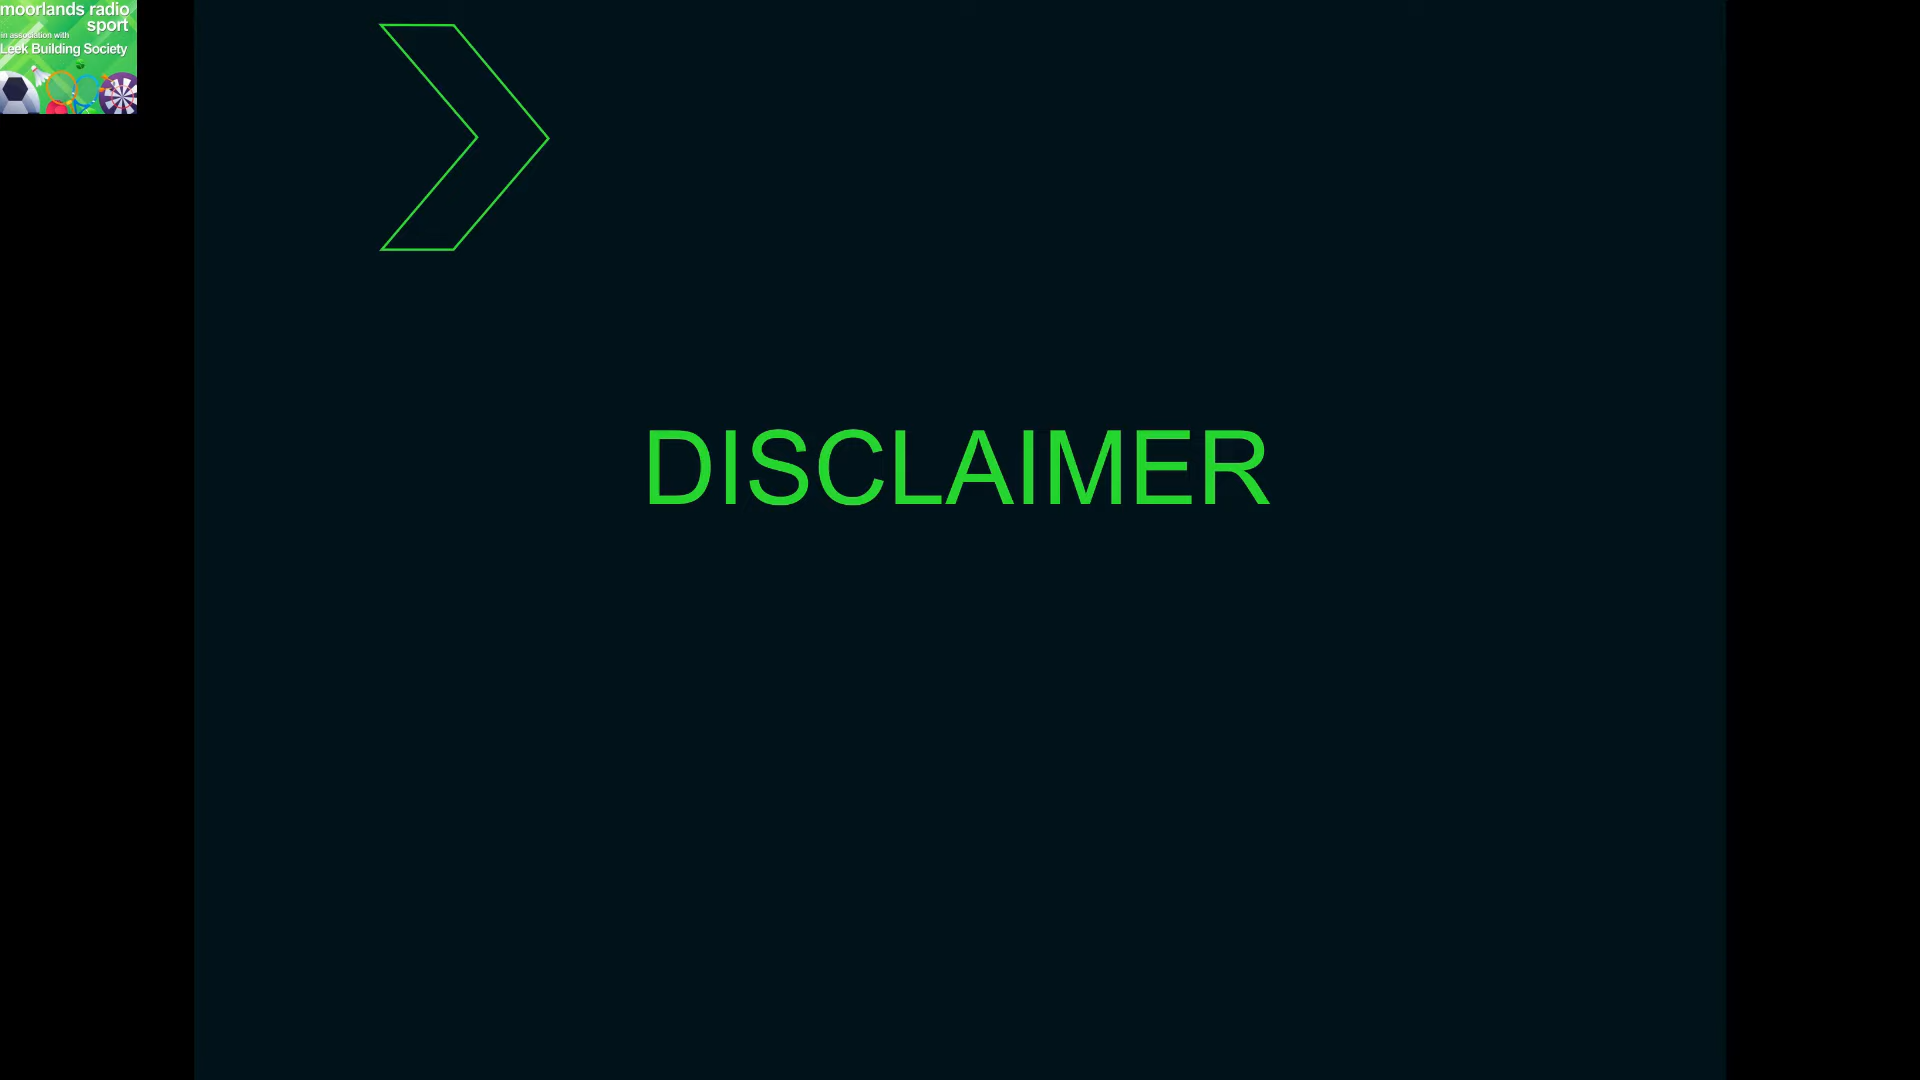 moorlands radio
sport
in association with
Leek Building Society
DISCLAIMER